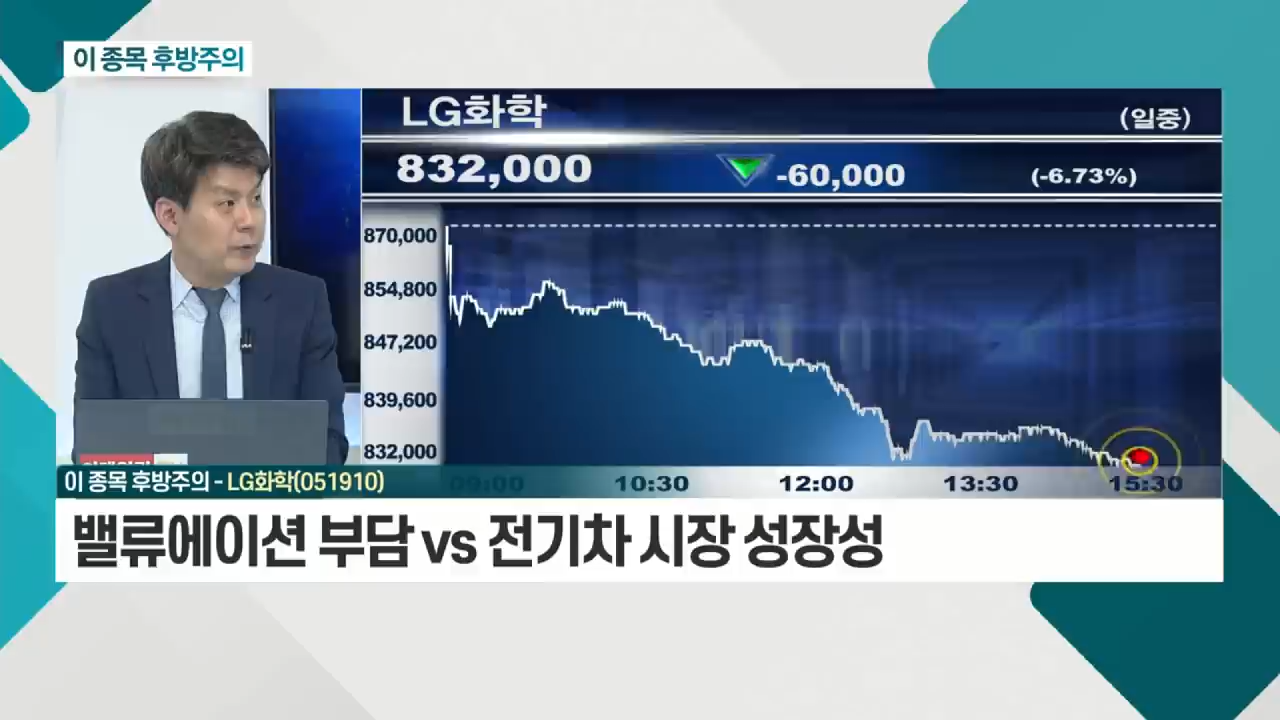 이 종목 후방주의
LG화학
(일중)
832,000 -60,000 (-6.73%)
870,000
854,800
847,200
839,600
832,000
09:00 10:30 12:00 13:30 15:30
이 종목 후방주의 - LG화학(051910)
밸류에이션 부담 vs 전기차 시장 성장성